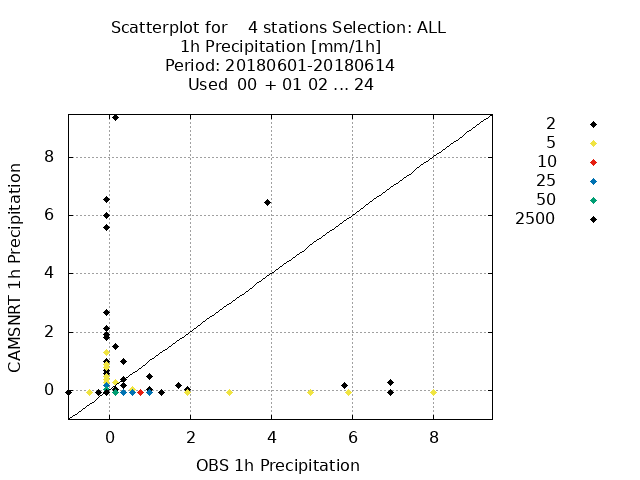 Scatterplot for    4 stations Selection: ALL
1h Precipitation [mm/1h]
Period: 20180601-20180614
Used  00  + 01 02 ... 24
2
5
10
25
50
2500
CAMSNRT 1h Precipitation
8
6
4
2
0
0 2 4 6 8
OBS 1h Precipitation